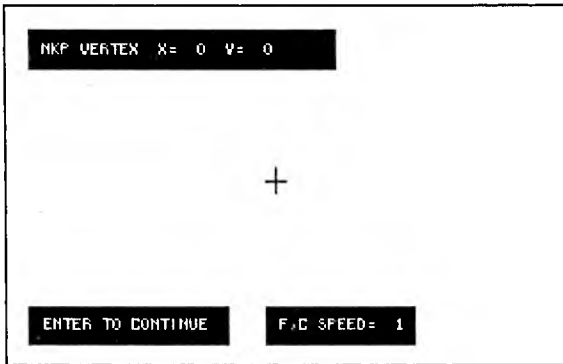 NKP VERTEX X= 0 V= 0
ENTER TO CONTINUE
F,C SPEED= 1